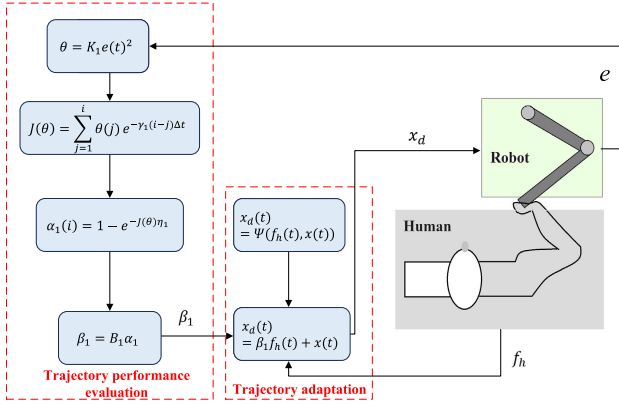 θ = K₁e(t)²
J(θ) = ∑ⁱⱼ₌₁ θ(j) e^{−γ₁(i−j)Δt}
α₁(i) = 1 − e^{−J(θ)η₁}
β₁ = B₁α₁
Trajectory performance
evaluation
β₁
x_d(t)
= Ψ(f_h(t), x(t))
x_d(t)
= β₁f_h(t) + x(t)
Trajectory adaptation
x_d
e
Robot
Human
f_h